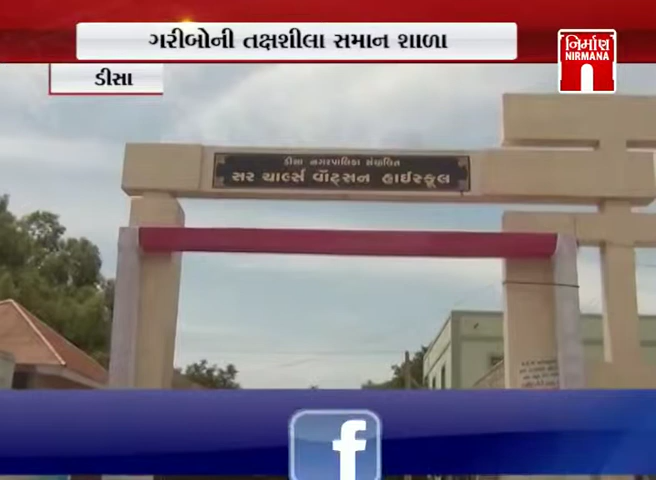 ગરીબોની તક્ષશીલા સમાન શાળા
નિર્માણ
NIRMANA
ડીસા
ડીસા નગરપાલિકા સંચાલિત
સર ચાર્લ્સ વૉટ્સન હાઈસ્કૂલ
f